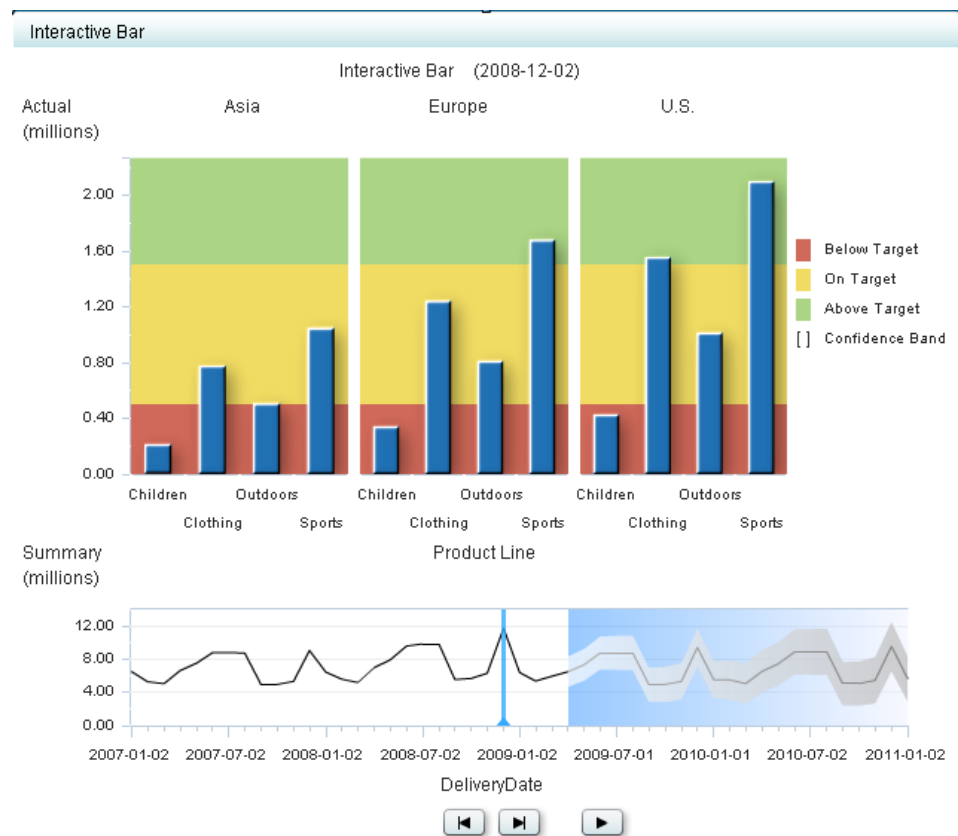 Interactive Bar
Interactive Bar (2008-12-02)
Actual
(millions)
Asia Europe U.S.
2.00
1.60
1.20
0.80
0.40
0.00
Below Target
On Target
Above Target
[ ] Confidence Band
Children Outdoors Children Outdoors Children Outdoors
Clothing Sports Clothing Sports Clothing Sports
Summary
(millions)
Product Line
12.00
8.00
4.00
0.00
2007-01-02 2007-07-02 2008-01-02 2008-07-02 2009-01-02 2009-07-01 2010-01-01 2010-07-02 2011-01-02
DeliveryDate